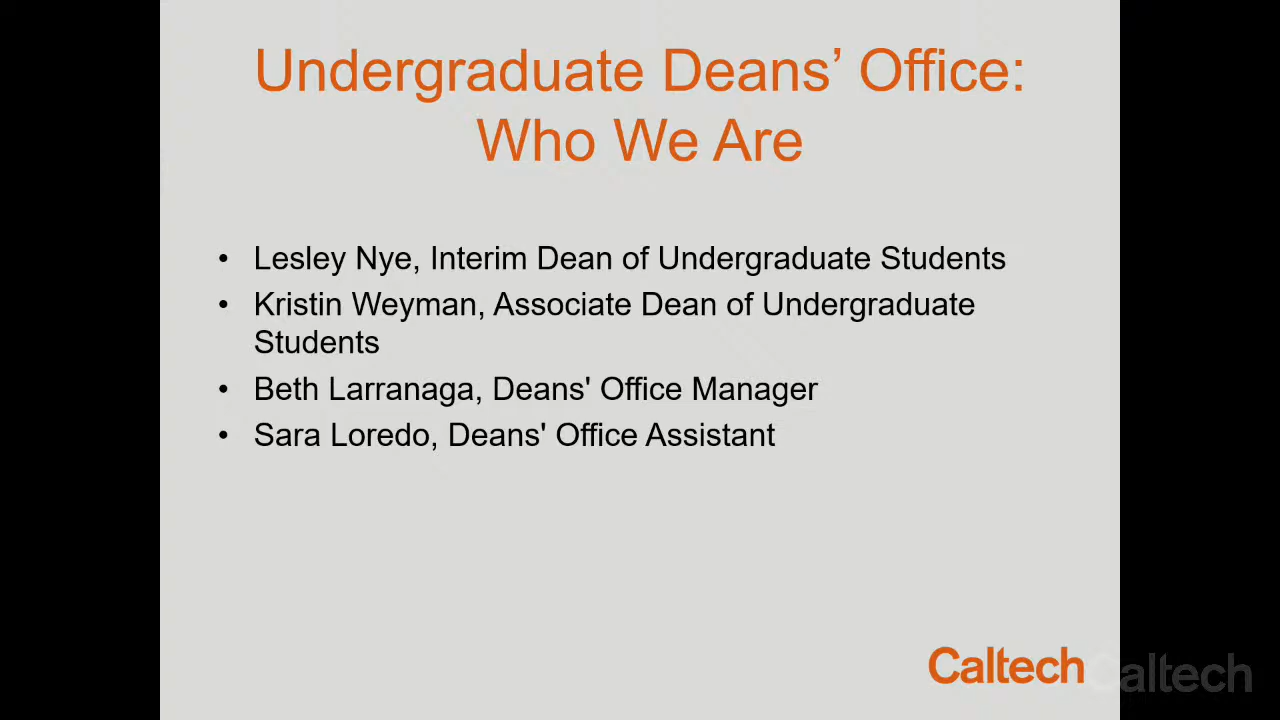 Undergraduate Deans’ Office:
Who We Are
• Lesley Nye, Interim Dean of Undergraduate Students
• Kristin Weyman, Associate Dean of Undergraduate
Students
• Beth Larranaga, Deans' Office Manager
• Sara Loredo, Deans' Office Assistant
Caltech
Caltech